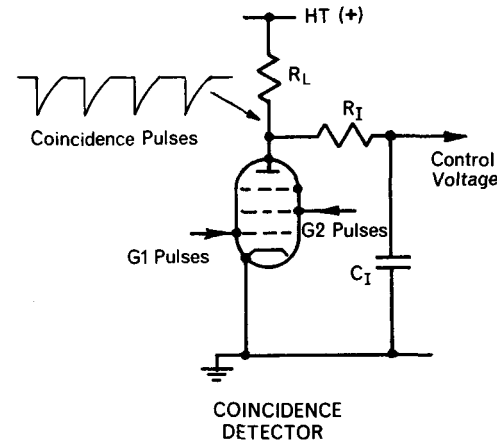 HT (+)
R_L
R_I
Coincidence Pulses
Control
Voltage
G2 Pulses
G1 Pulses
C_I
COINCIDENCE
DETECTOR